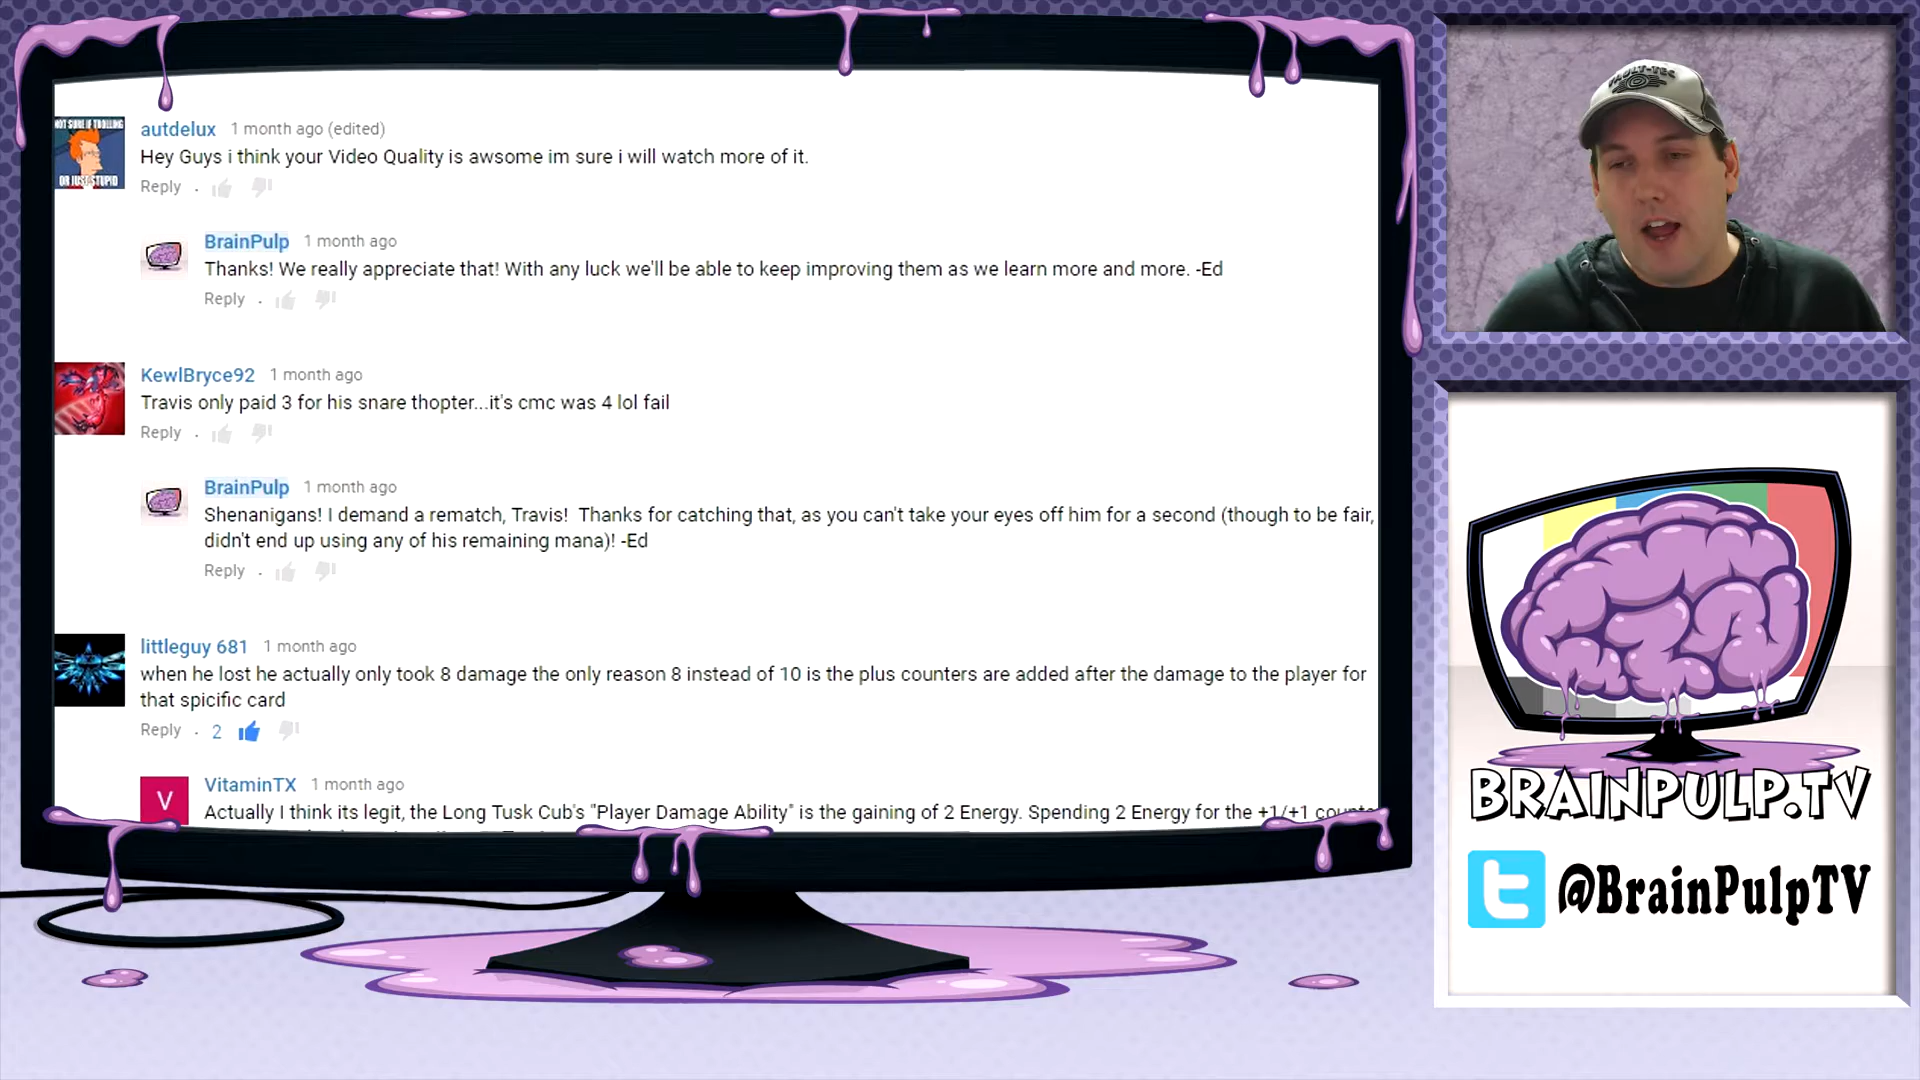 NOT SURE IF TROLLING
OR JUST STUPID
autdelux 1 month ago (edited)
Hey Guys i think your Video Quality is awsome im sure i will watch more of it.
Reply
BrainPulp 1 month ago
Thanks! We really appreciate that! With any luck we'll be able to keep improving them as we learn more and more. -Ed
Reply
KewlBryce92 1 month ago
Travis only paid 3 for his snare thopter...it's cmc was 4 lol fail
Reply
BrainPulp 1 month ago
Shenanigans! I demand a rematch, Travis!  Thanks for catching that, as you can't take your eyes off him for a second (though to be fair,
didn't end up using any of his remaining mana)! -Ed
Reply
littleguy 681 1 month ago
when he lost he actually only took 8 damage the only reason 8 instead of 10 is the plus counters are added after the damage to the player for
that spicific card
Reply 2
V
VitaminTX 1 month ago
Actually I think its legit, the Long Tusk Cub's "Player Damage Ability" is the gaining of 2 Energy. Spending 2 Energy for the +1/+1
VAULT-TEC
BRAINPULP.TV
@BrainPulpTV